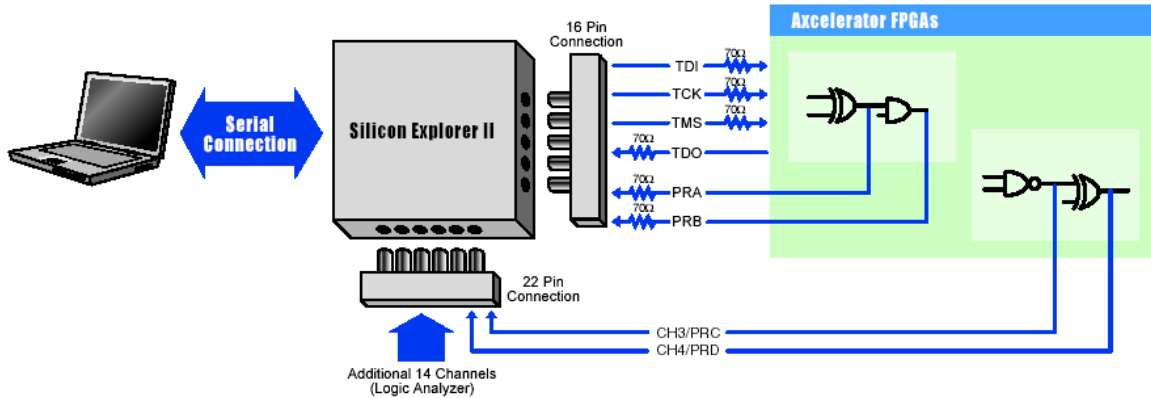 16 Pin
Connection
Axcelerator FPGAs
70Ω
TDI
70Ω
TCK
70Ω
TMS
70Ω
TDO
70Ω
PRA
70Ω
PRB
Serial
Connection
Silicon Explorer II
22 Pin
Connection
CH3/PRC
CH4/PRD
Additional 14 Channels
(Logic Analyzer)